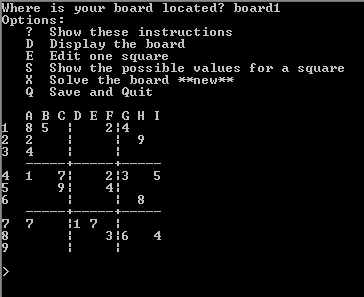 Where is your board located? board1
Options:
   ?  Show these instructions
   D  Display the board
   E  Edit one square
   S  Show the possible values for a square
   X  Solve the board **new**
   Q  Save and Quit

   A B C D E F G H I
1  8 5  ¦    2¦4
2       ¦     ¦  9
3  4    ¦     ¦
   -----+-----+-----
4  1   7¦    2¦3   5
5      9¦    4¦
6       ¦     ¦  8
   -----+-----+-----
7  7    ¦1 7  ¦
8       ¦    3¦6   4
9       ¦     ¦

>